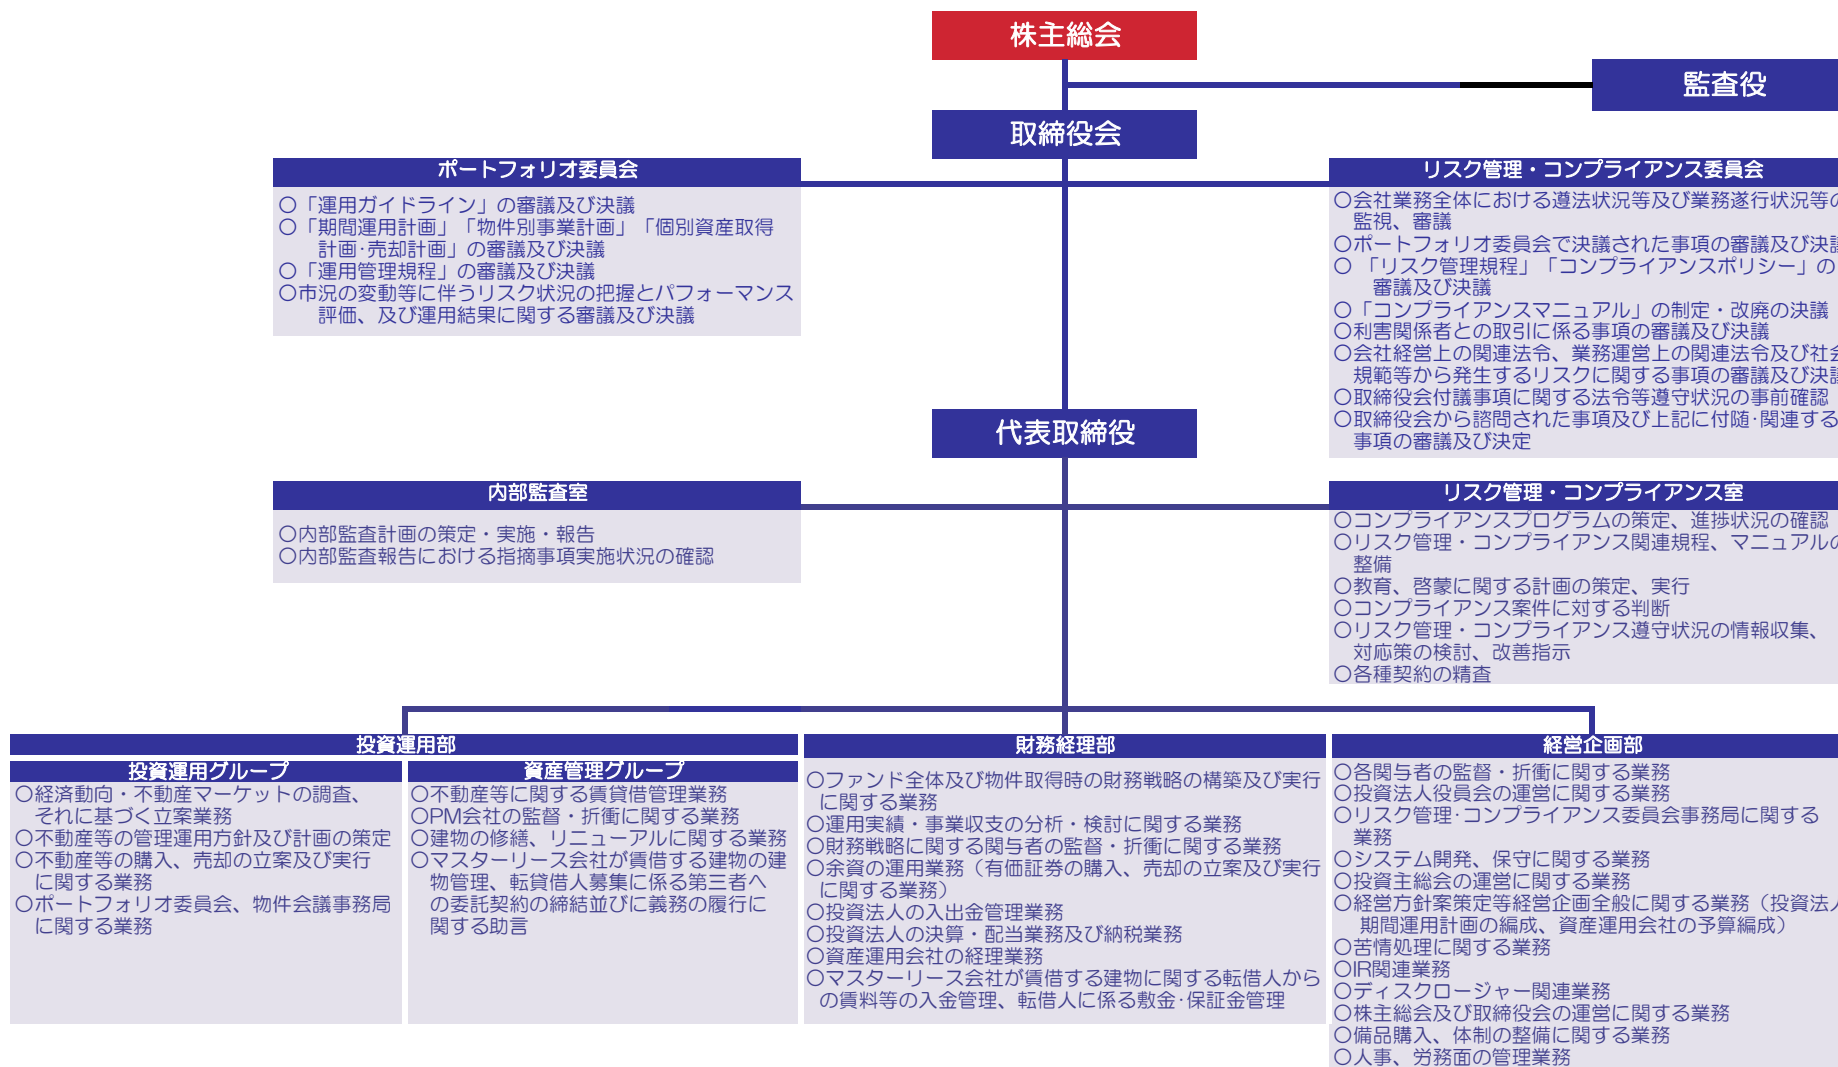 株主総会
監査役
取締役会
ポートフォリオ委員会
〇「運用ガイドライン」の審議及び決議
〇「期間運用計画」「物件別事業計画」「個別資産取得
計画･売却計画」の審議及び決議
〇「運用管理規程」の審議及び決議
〇市況の変動等に伴うリスク状況の把握とパフォーマンス
評価、及び運用結果に関する審議及び決議
リスク管理・コンプライアンス委員会
〇会社業務全体における遵法状況等及び業務遂行状況等の
監視、審議
〇ポートフォリオ委員会で決議された事項の審議及び決議
〇 「リスク管理規程」「コンプライアンスポリシー」の
審議及び決議
〇「コンプライアンスマニュアル」の制定・改廃の決議
〇利害関係者との取引に係る事項の審議及び決議
〇会社経営上の関連法令、業務運営上の関連法令及び社会
規範等から発生するリスクに関する事項の審議及び決議
〇取締役会付議事項に関する法令等遵守状況の事前確認
〇取締役会から諮問された事項及び上記に付随･関連する
事項の審議及び決定
代表取締役
内部監査室
〇内部監査計画の策定・実施・報告
〇内部監査報告における指摘事項実施状況の確認
リスク管理・コンプライアンス室
〇コンプライアンスプログラムの策定、進捗状況の確認
〇リスク管理・コンプライアンス関連規程、マニュアルの
整備
〇教育、啓蒙に関する計画の策定、実行
〇コンプライアンス案件に対する判断
〇リスク管理・コンプライアンス遵守状況の情報収集、
対応策の検討、改善指示
〇各種契約の精査
投資運用部
投資運用グループ
〇経済動向・不動産マーケットの調査、
それに基づく立案業務
〇不動産等の管理運用方針及び計画の策定
〇不動産等の購入、売却の立案及び実行
に関する業務
〇ポートフォリオ委員会、物件会議事務局
に関する業務
資産管理グループ
〇不動産等に関する賃貸借管理業務
〇PM会社の監督・折衝に関する業務
〇建物の修繕、リニューアルに関する業務
〇マスターリース会社が賃借する建物の建
物管理、転貸借人募集に係る第三者へ
の委託契約の締結並びに義務の履行に
関する助言
財務経理部
〇ファンド全体及び物件取得時の財務戦略の構築及び実行
に関する業務
〇運用実績・事業収支の分析・検討に関する業務
〇財務戦略に関する関与者の監督・折衝に関する業務
〇余資の運用業務（有価証券の購入、売却の立案及び実行
に関する業務）
〇投資法人の入出金管理業務
〇投資法人の決算・配当業務及び納税業務
〇資産運用会社の経理業務
〇マスターリース会社が賃借する建物に関する転借人から
の賃料等の入金管理、転借人に係る敷金･保証金管理
経営企画部
〇各関与者の監督・折衝に関する業務
〇投資法人役員会の運営に関する業務
〇リスク管理･コンプライアンス委員会事務局に関する
業務
〇システム開発、保守に関する業務
〇投資主総会の運営に関する業務
〇経営方針案策定等経営企画全般に関する業務（投資法人
期間運用計画の編成、資産運用会社の予算編成）
〇苦情処理に関する業務
〇IR関連業務
〇ディスクロージャー関連業務
〇株主総会及び取締役会の運営に関する業務
〇備品購入、体制の整備に関する業務
〇人事、労務面の管理業務